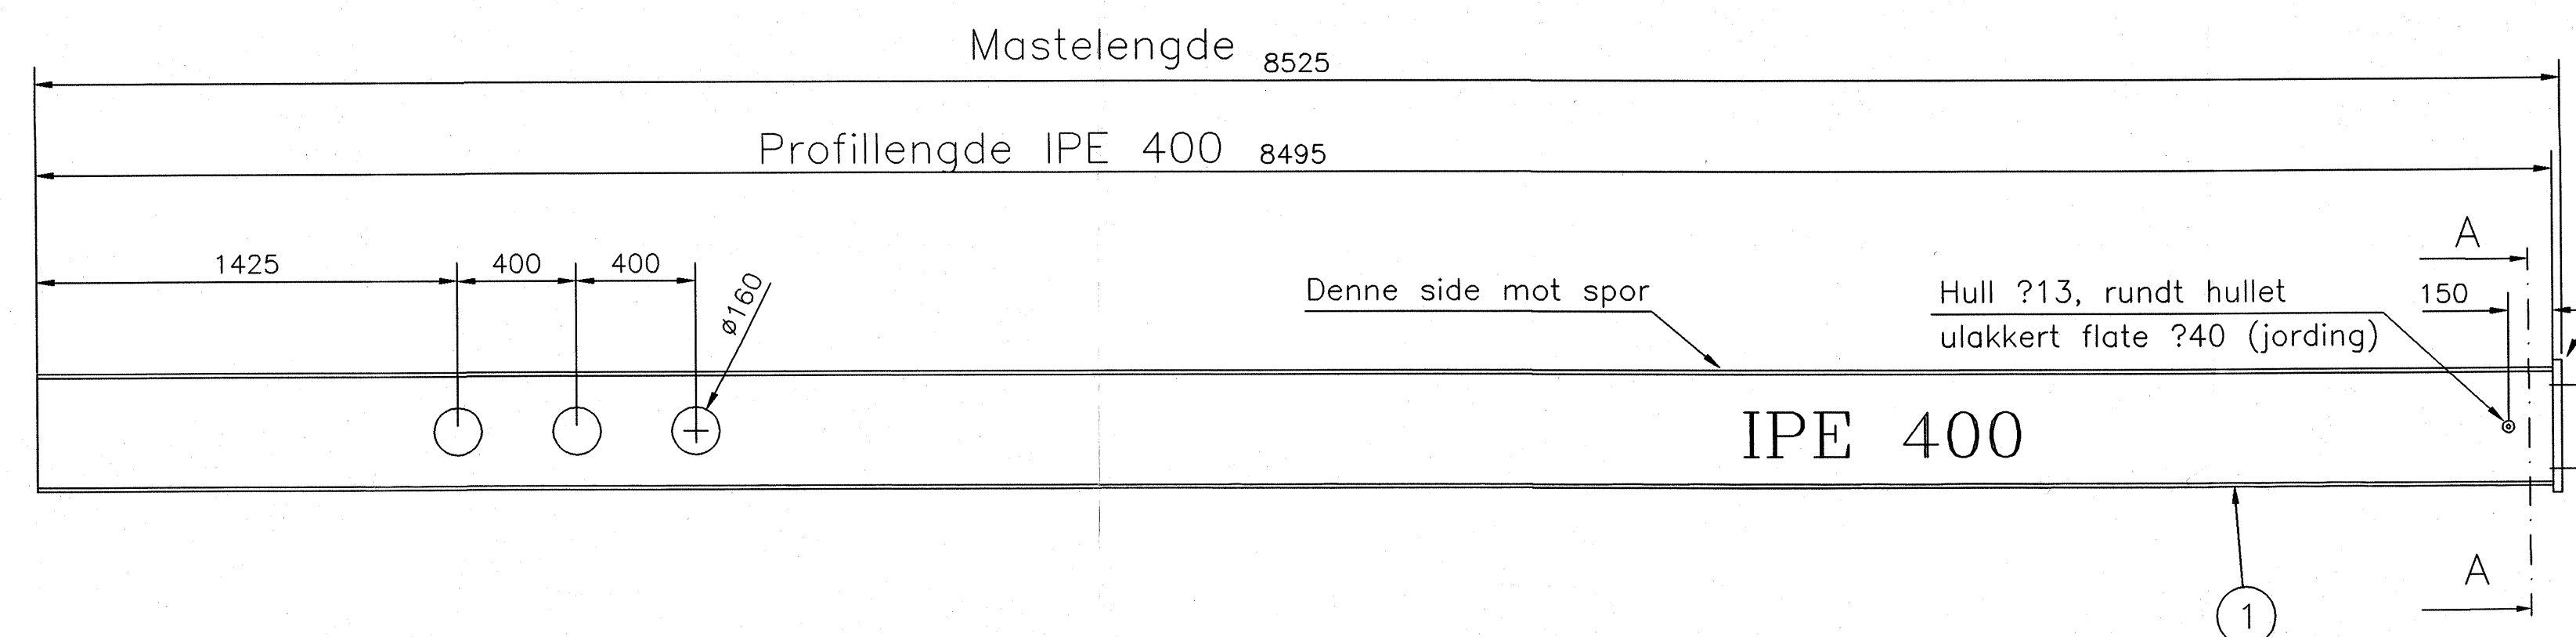 Mastelengde 8525
Profillengde IPE 400 8495
A
1425 400 400
ø160
Denne side mot spor
Hull ?13, rundt hullet
ulakkert flate ?40 (jording)
150
IPE 400
A
1